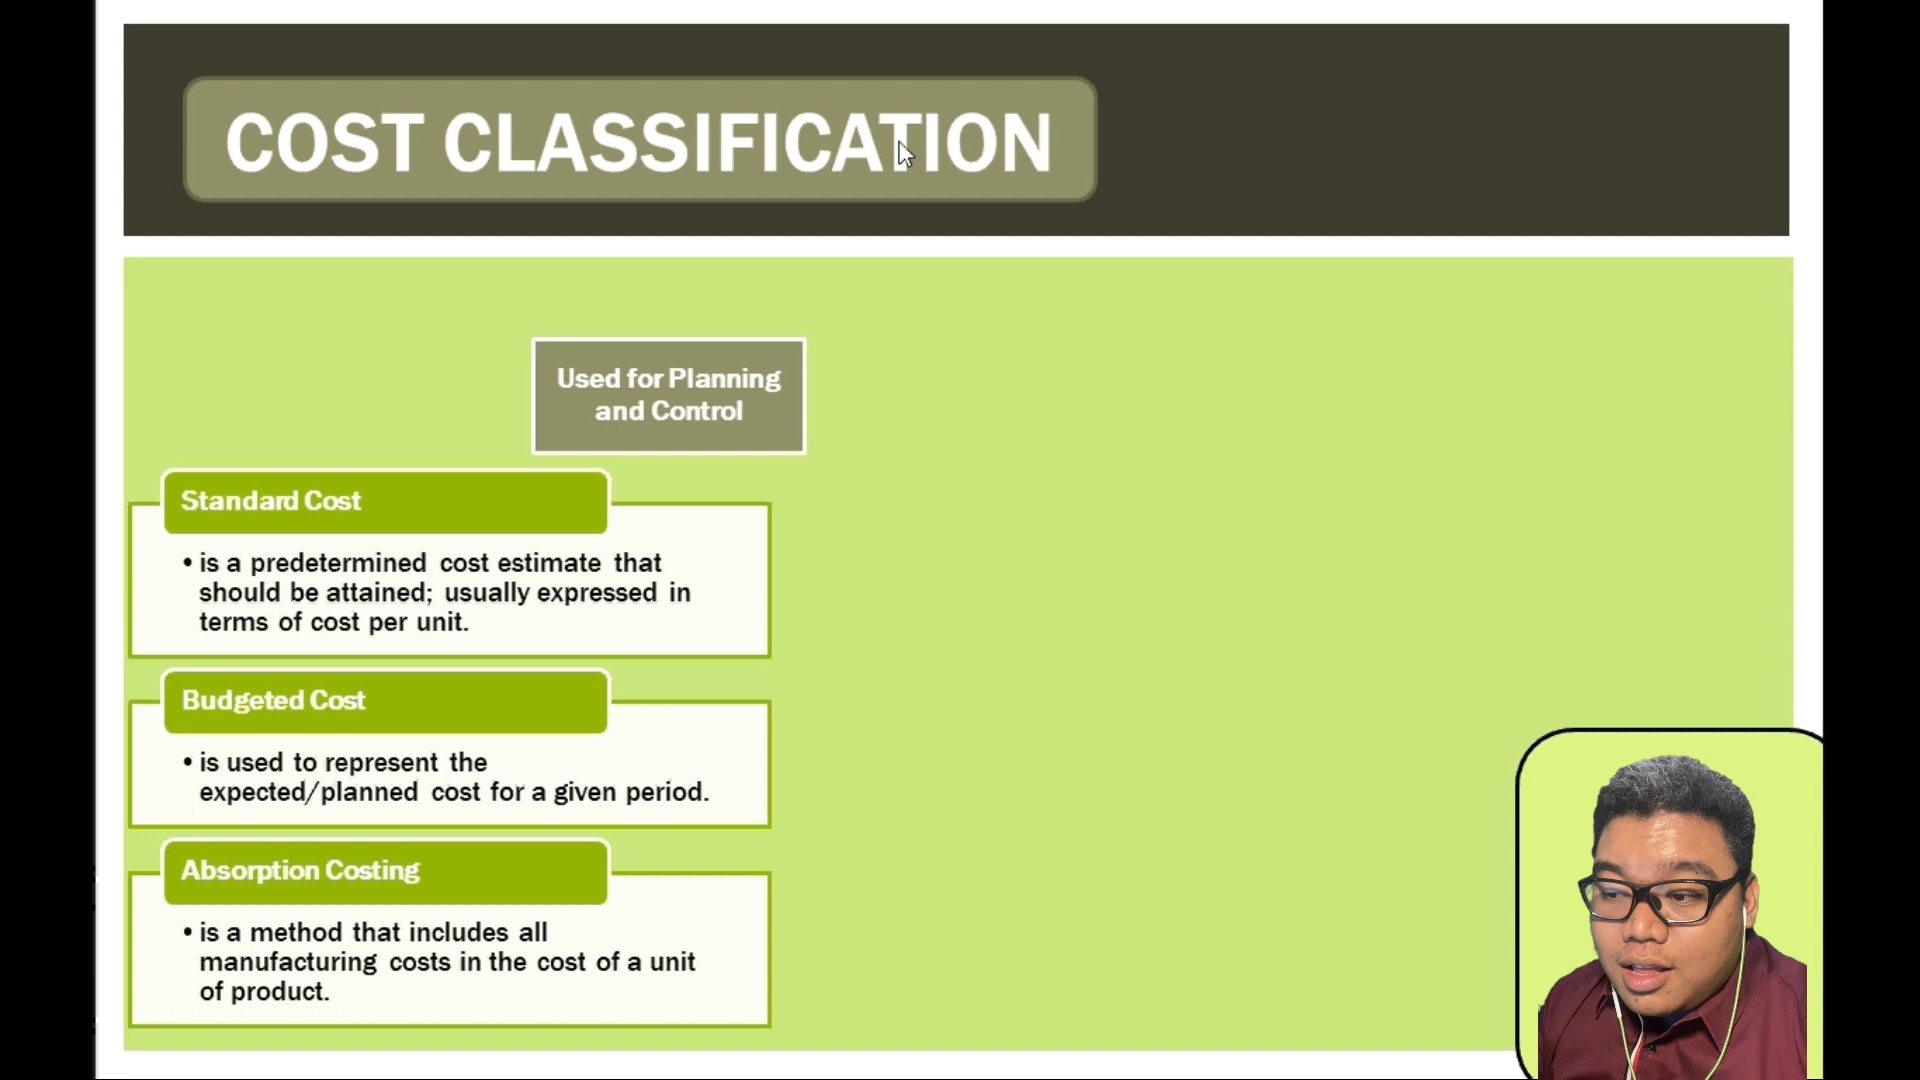 COST CLASSIFICATION
Used for Planning
and Control
Standard Cost
• is a predetermined cost estimate that
should be attained; usually expressed in
terms of cost per unit.
Budgeted Cost
• is used to represent the
expected/planned cost for a given period.
Absorption Costing
• is a method that includes all
manufacturing costs in the cost of a unit
of product.